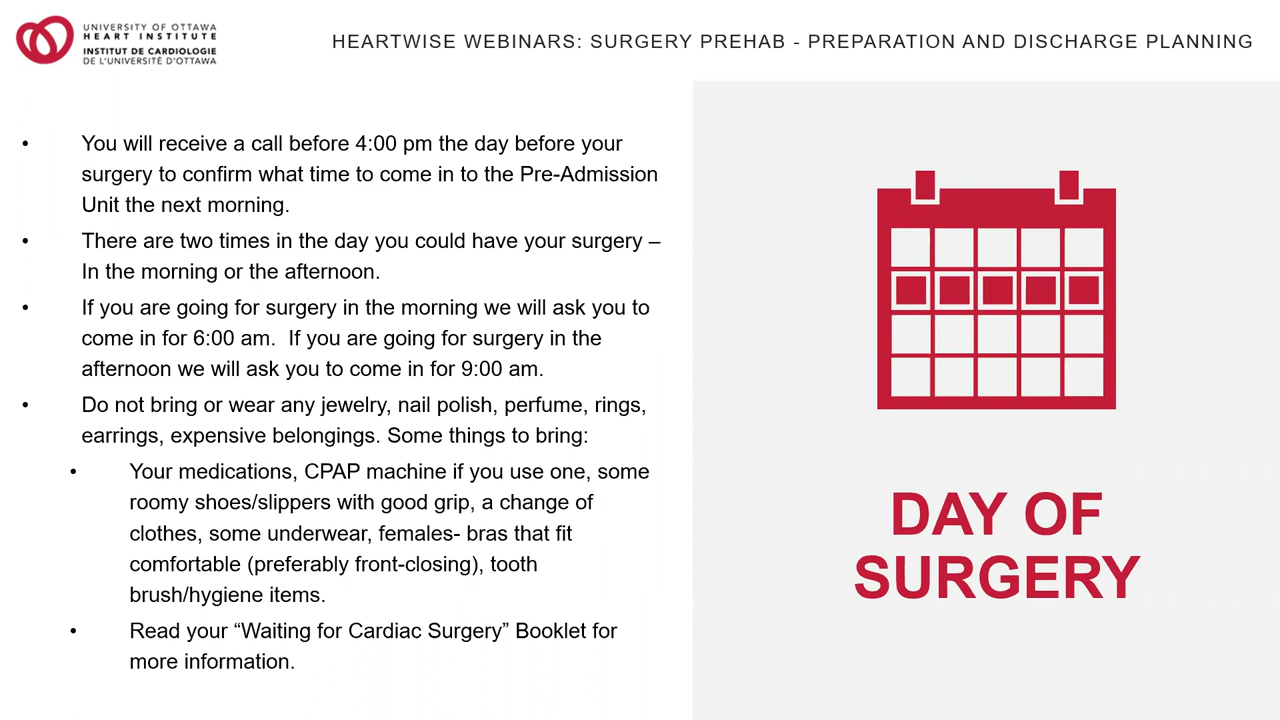 UNIVERSITY OF OTTAWA
HEART INSTITUTE
INSTITUT DE CARDIOLOGIE
DE L'UNIVERSITÉ D'OTTAWA
HEARTWISE WEBINARS: SURGERY PREHAB - PREPARATION AND DISCHARGE PLANNING
• You will receive a call before 4:00 pm the day before your
surgery to confirm what time to come in to the Pre-Admission
Unit the next morning.
• There are two times in the day you could have your surgery –
In the morning or the afternoon.
• If you are going for surgery in the morning we will ask you to
come in for 6:00 am.  If you are going for surgery in the
afternoon we will ask you to come in for 9:00 am.
• Do not bring or wear any jewelry, nail polish, perfume, rings,
earrings, expensive belongings. Some things to bring:
• Your medications, CPAP machine if you use one, some
roomy shoes/slippers with good grip, a change of
clothes, some underwear, females- bras that fit
comfortable (preferably front-closing), tooth
brush/hygiene items.
• Read your “Waiting for Cardiac Surgery” Booklet for
more information.
DAY OF
SURGERY